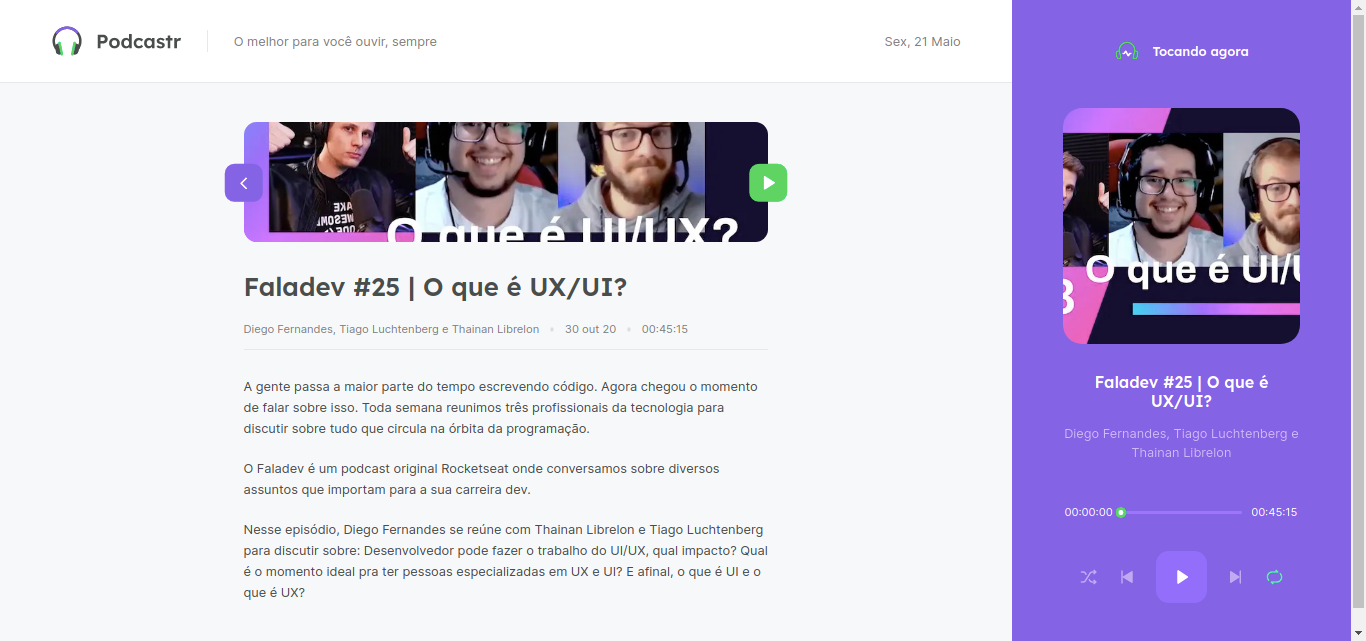 Podcastr
O melhor para você ouvir, sempre
Sex, 21 Maio
O que é UI/UX?
Faladev #25 | O que é UX/UI?
Diego Fernandes, Tiago Luchtenberg e Thainan Librelon
30 out 20
00:45:15
A gente passa a maior parte do tempo escrevendo código. Agora chegou o momento
de falar sobre isso. Toda semana reunimos três profissionais da tecnologia para
discutir sobre tudo que circula na órbita da programação.
O Faladev é um podcast original Rocketseat onde conversamos sobre diversos
assuntos que importam para a sua carreira dev.
Nesse episódio, Diego Fernandes se reúne com Thainan Librelon e Tiago Luchtenberg
para discutir sobre: Desenvolvedor pode fazer o trabalho do UI/UX, qual impacto? Qual
é o momento ideal pra ter pessoas especializadas em UX e UI? E afinal, o que é UI e o
que é UX?
Tocando agora
O que é UI/U
Faladev #25 | O que é
UX/UI?
Diego Fernandes, Tiago Luchtenberg e
Thainan Librelon
00:00:00
00:45:15